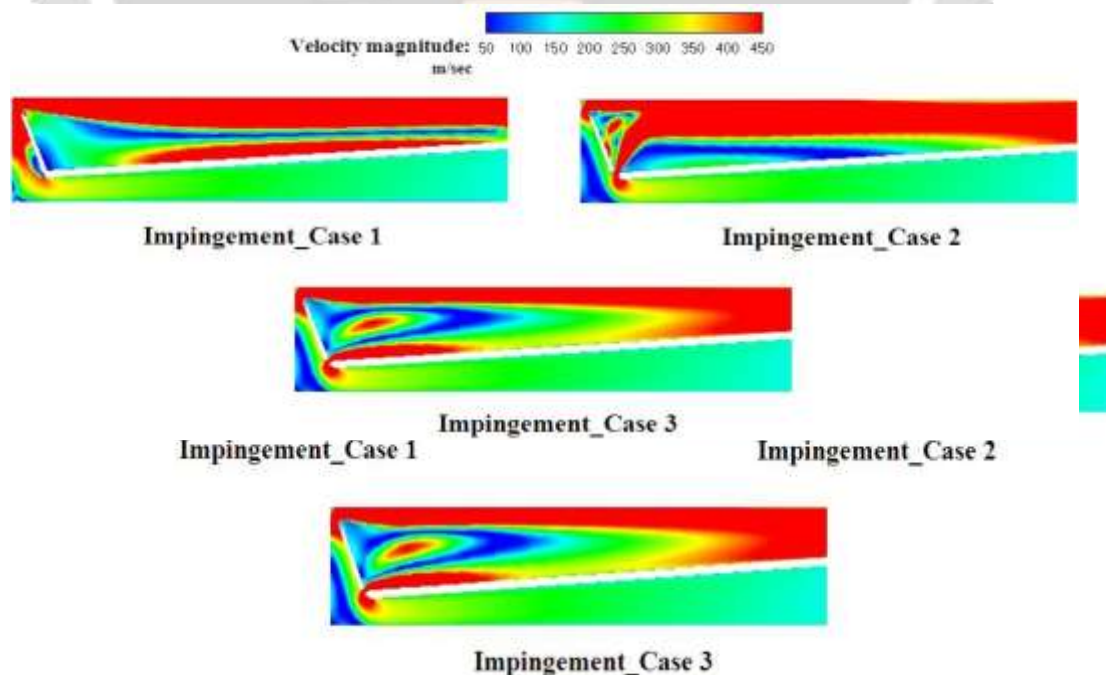 Velocity magnitude: 50 100 150 200 250 300 350 400 450
m/sec
Impingement_Case 1
Impingement_Case 2
Impingement_Case 3
Impingement_Case 1
Impingement_Case 2
Impingement_Case 3